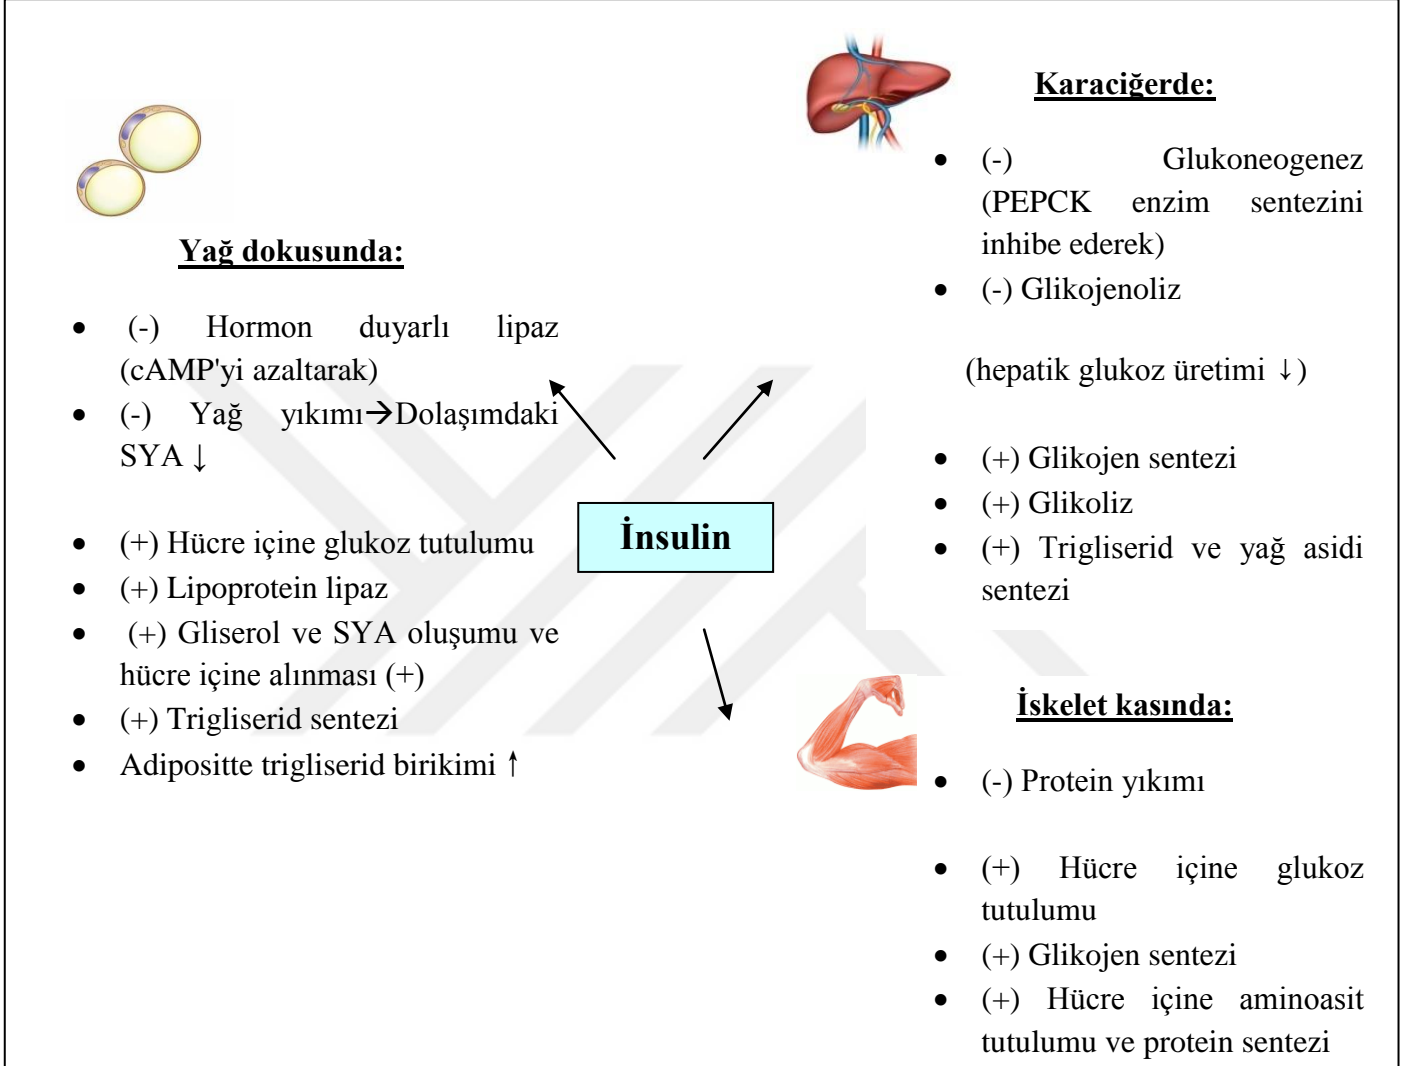 Yağ dokusunda:
• (-) Hormon duyarlı lipaz
(cAMP'yi azaltarak)
• (-) Yağ yıkımı→Dolaşımdaki
SYA ↓
• (+) Hücre içine glukoz tutulumu
• (+) Lipoprotein lipaz
• (+) Gliserol ve SYA oluşumu ve
hücre içine alınması (+)
• (+) Trigliserid sentezi
• Adipositte trigliserid birikimi ↑
İnsulin
Karaciğerde:
• (-) Glukoneogenez
(PEPCK enzim sentezini
inhibe ederek)
• (-) Glikojenoliz
(hepatik glukoz üretimi ↓)
• (+) Glikojen sentezi
• (+) Glikoliz
• (+) Trigliserid ve yağ asidi
sentezi
İskelet kasında:
• (-) Protein yıkımı
• (+) Hücre içine glukoz
tutulumu
• (+) Glikojen sentezi
• (+) Hücre içine aminoasit
tutulumu ve protein sentezi